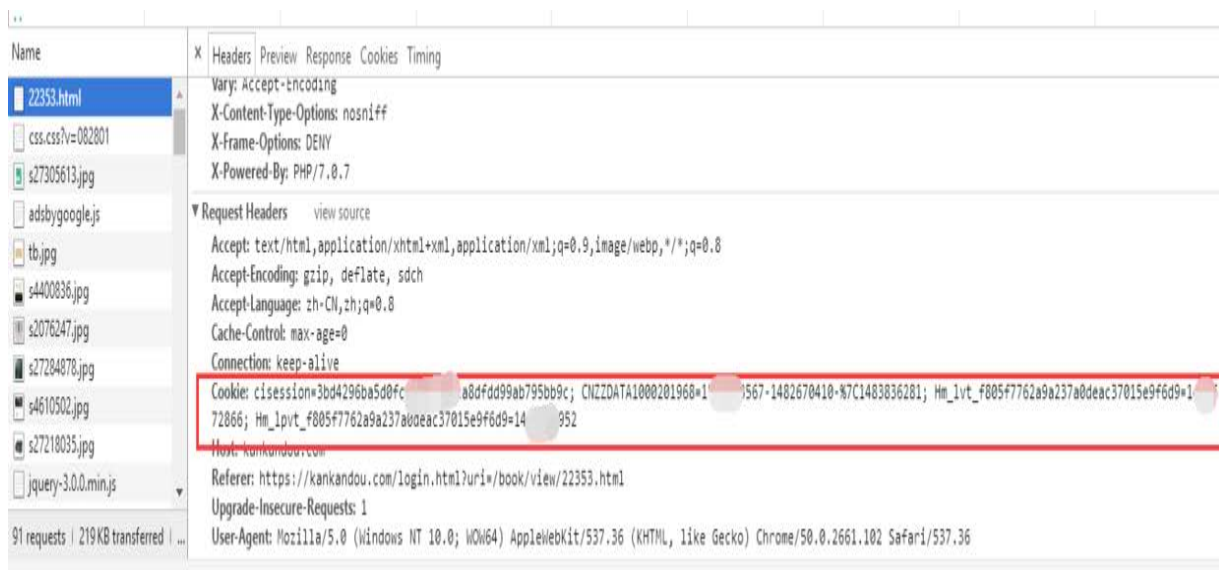 Name
22353.html
css.css?v=082801
s27305613.jpg
adsbygoogle.js
tb.jpg
s4400836.jpg
s2076247.jpg
s27284878.jpg
s4610502.jpg
s27218035.jpg
jquery-3.0.0.min.js
91 requests | 219 KB transferred | ...
× Headers Preview Response Cookies Timing
Vary: Accept-Encoding
X-Content-Type-Options: nosniff
X-Frame-Options: DENY
X-Powered-By: PHP/7.0.7
▼ Request Headers view source
Accept: text/html,application/xhtml+xml,application/xml;q=0.9,image/webp,*/*;q=0.8
Accept-Encoding: gzip, deflate, sdch
Accept-Language: zh-CN,zh;q=0.8
Cache-Control: max-age=0
Connection: keep-alive
Cookie: cisession=3bd4296ba5d0fc a8dfdd99ab795bb9c; CNZZDATA1000201968=1 3567-1482670410-%7C1483836281; Hm_lvt_f805f7762a9a237a0deac37015e9f6d9=14
72866; Hm_lpvt_f805f7762a9a237a0deac37015e9f6d9=14 952
Host: kankandou.com
Referer: https://kankandou.com/login.html?uri=/book/view/22353.html
Upgrade-Insecure-Requests: 1
User-Agent: Mozilla/5.0 (Windows NT 10.0; WOW64) AppleWebKit/537.36 (KHTML, like Gecko) Chrome/50.0.2661.102 Safari/537.36